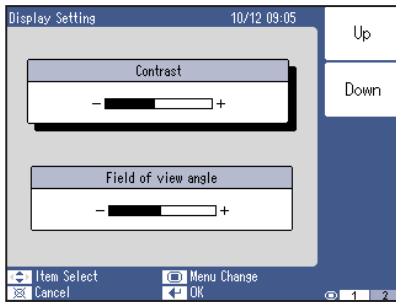 Display Setting 10/12 09:05
Up
Down
Contrast
- +
Field of view angle
- +
Item Select Menu Change
Cancel OK
1 2